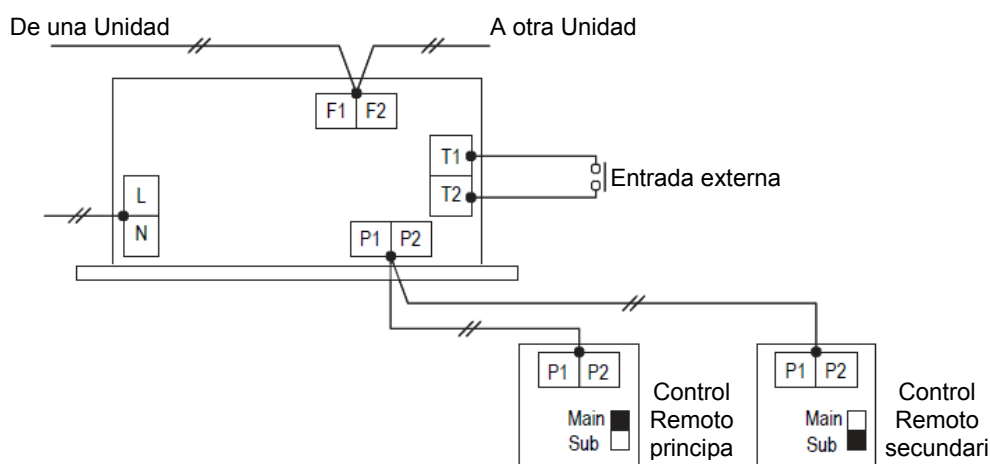 De una Unidad
A otra Unidad
F1 F2
T1
T2
Entrada externa
L
N
P1 P2
P1 P2
Main
Sub
Control
Remoto
principa
P1 P2
Main
Sub
Control
Remoto
secundari